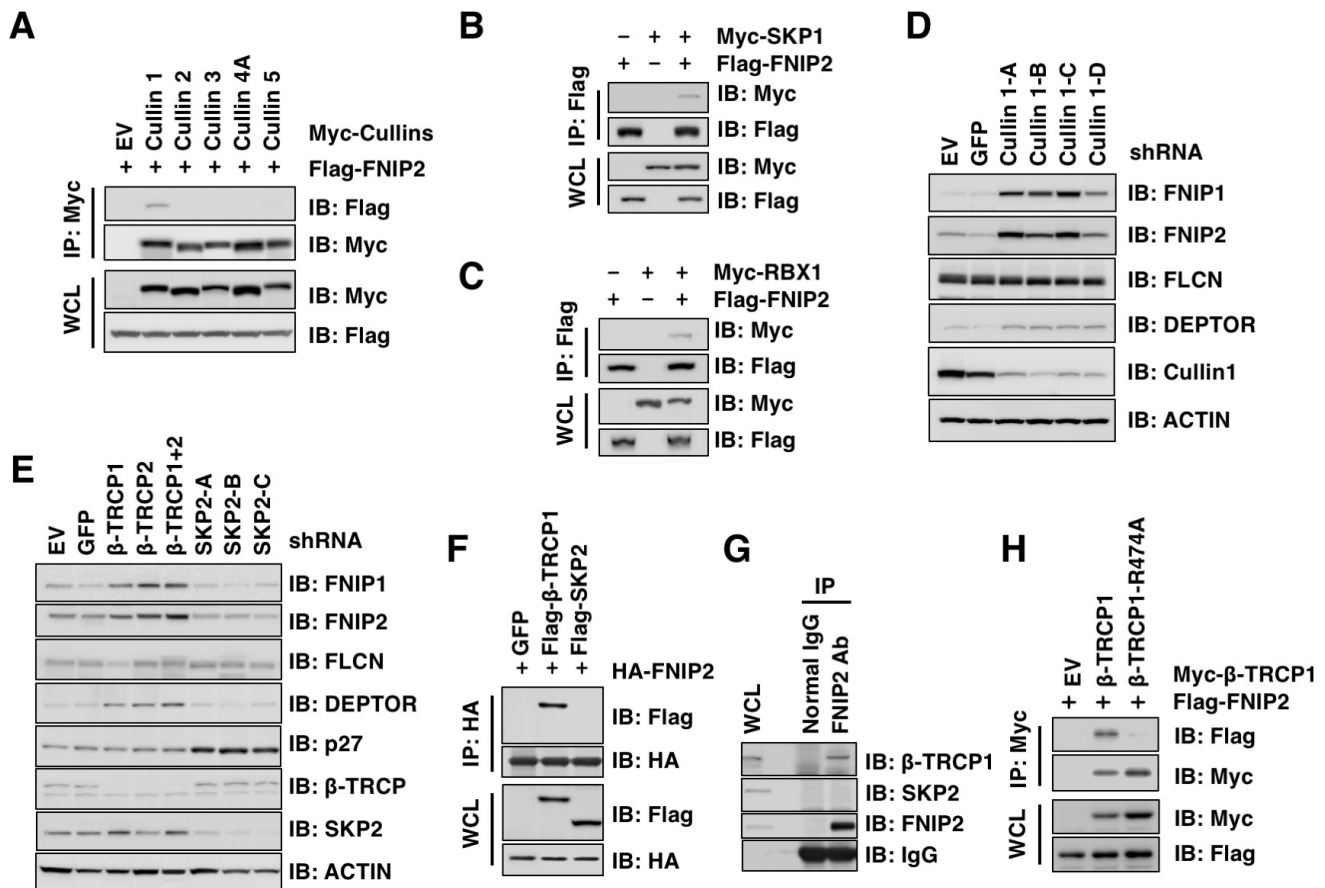 A
EV
Cullin 1
Cullin 2
Cullin 3
Cullin 4A
Cullin 5
Myc-Cullins
+ + + + + + Flag-FNIP2
IP: Myc
IB: Flag
IB: Myc
WCL
IB: Myc
IB: Flag
B
− + + Myc-SKP1
+ − + Flag-FNIP2
IP: Flag
IB: Myc
IB: Flag
WCL
IB: Myc
IB: Flag
C
− + + Myc-RBX1
+ − + Flag-FNIP2
IP: Flag
IB: Myc
IB: Flag
WCL
IB: Myc
IB: Flag
D
EV
GFP
Cullin 1-A
Cullin 1-B
Cullin 1-C
Cullin 1-D
shRNA
IB: FNIP1
IB: FNIP2
IB: FLCN
IB: DEPTOR
IB: Cullin1
IB: ACTIN
E
EV
GFP
β-TRCP1
β-TRCP2
β-TRCP1+2
SKP2-A
SKP2-B
SKP2-C
shRNA
IB: FNIP1
IB: FNIP2
IB: FLCN
IB: DEPTOR
IB: p27
IB: β-TRCP
IB: SKP2
IB: ACTIN
F
GFP
Flag-β-TRCP1
Flag-SKP2
+ + + HA-FNIP2
IP: HA
IB: Flag
IB: HA
WCL
IB: Flag
IB: HA
G
IP
WCL
Normal IgG
FNIP2 Ab
IB: β-TRCP1
IB: SKP2
IB: FNIP2
IB: IgG
H
EV
β-TRCP1
β-TRCP1-R474A
Myc-β-TRCP1
+ + + Flag-FNIP2
IP: Myc
IB: Flag
IB: Myc
WCL
IB: Myc
IB: Flag